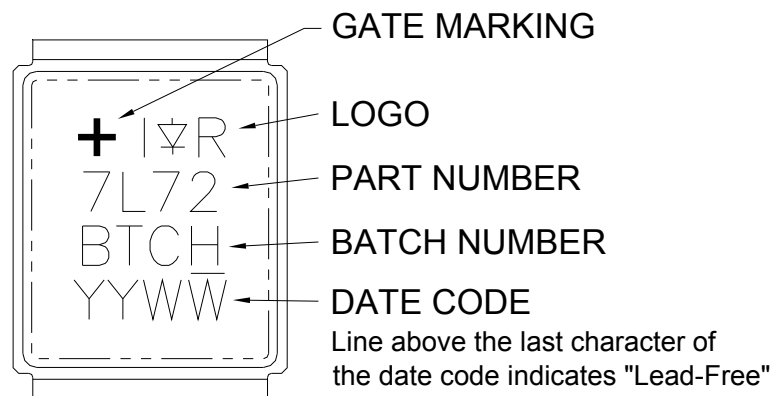 GATE MARKING
+ I R LOGO
7L72 PART NUMBER
BTCH BATCH NUMBER
YYWW̅ DATE CODE
Line above the last character of
the date code indicates "Lead-Free"